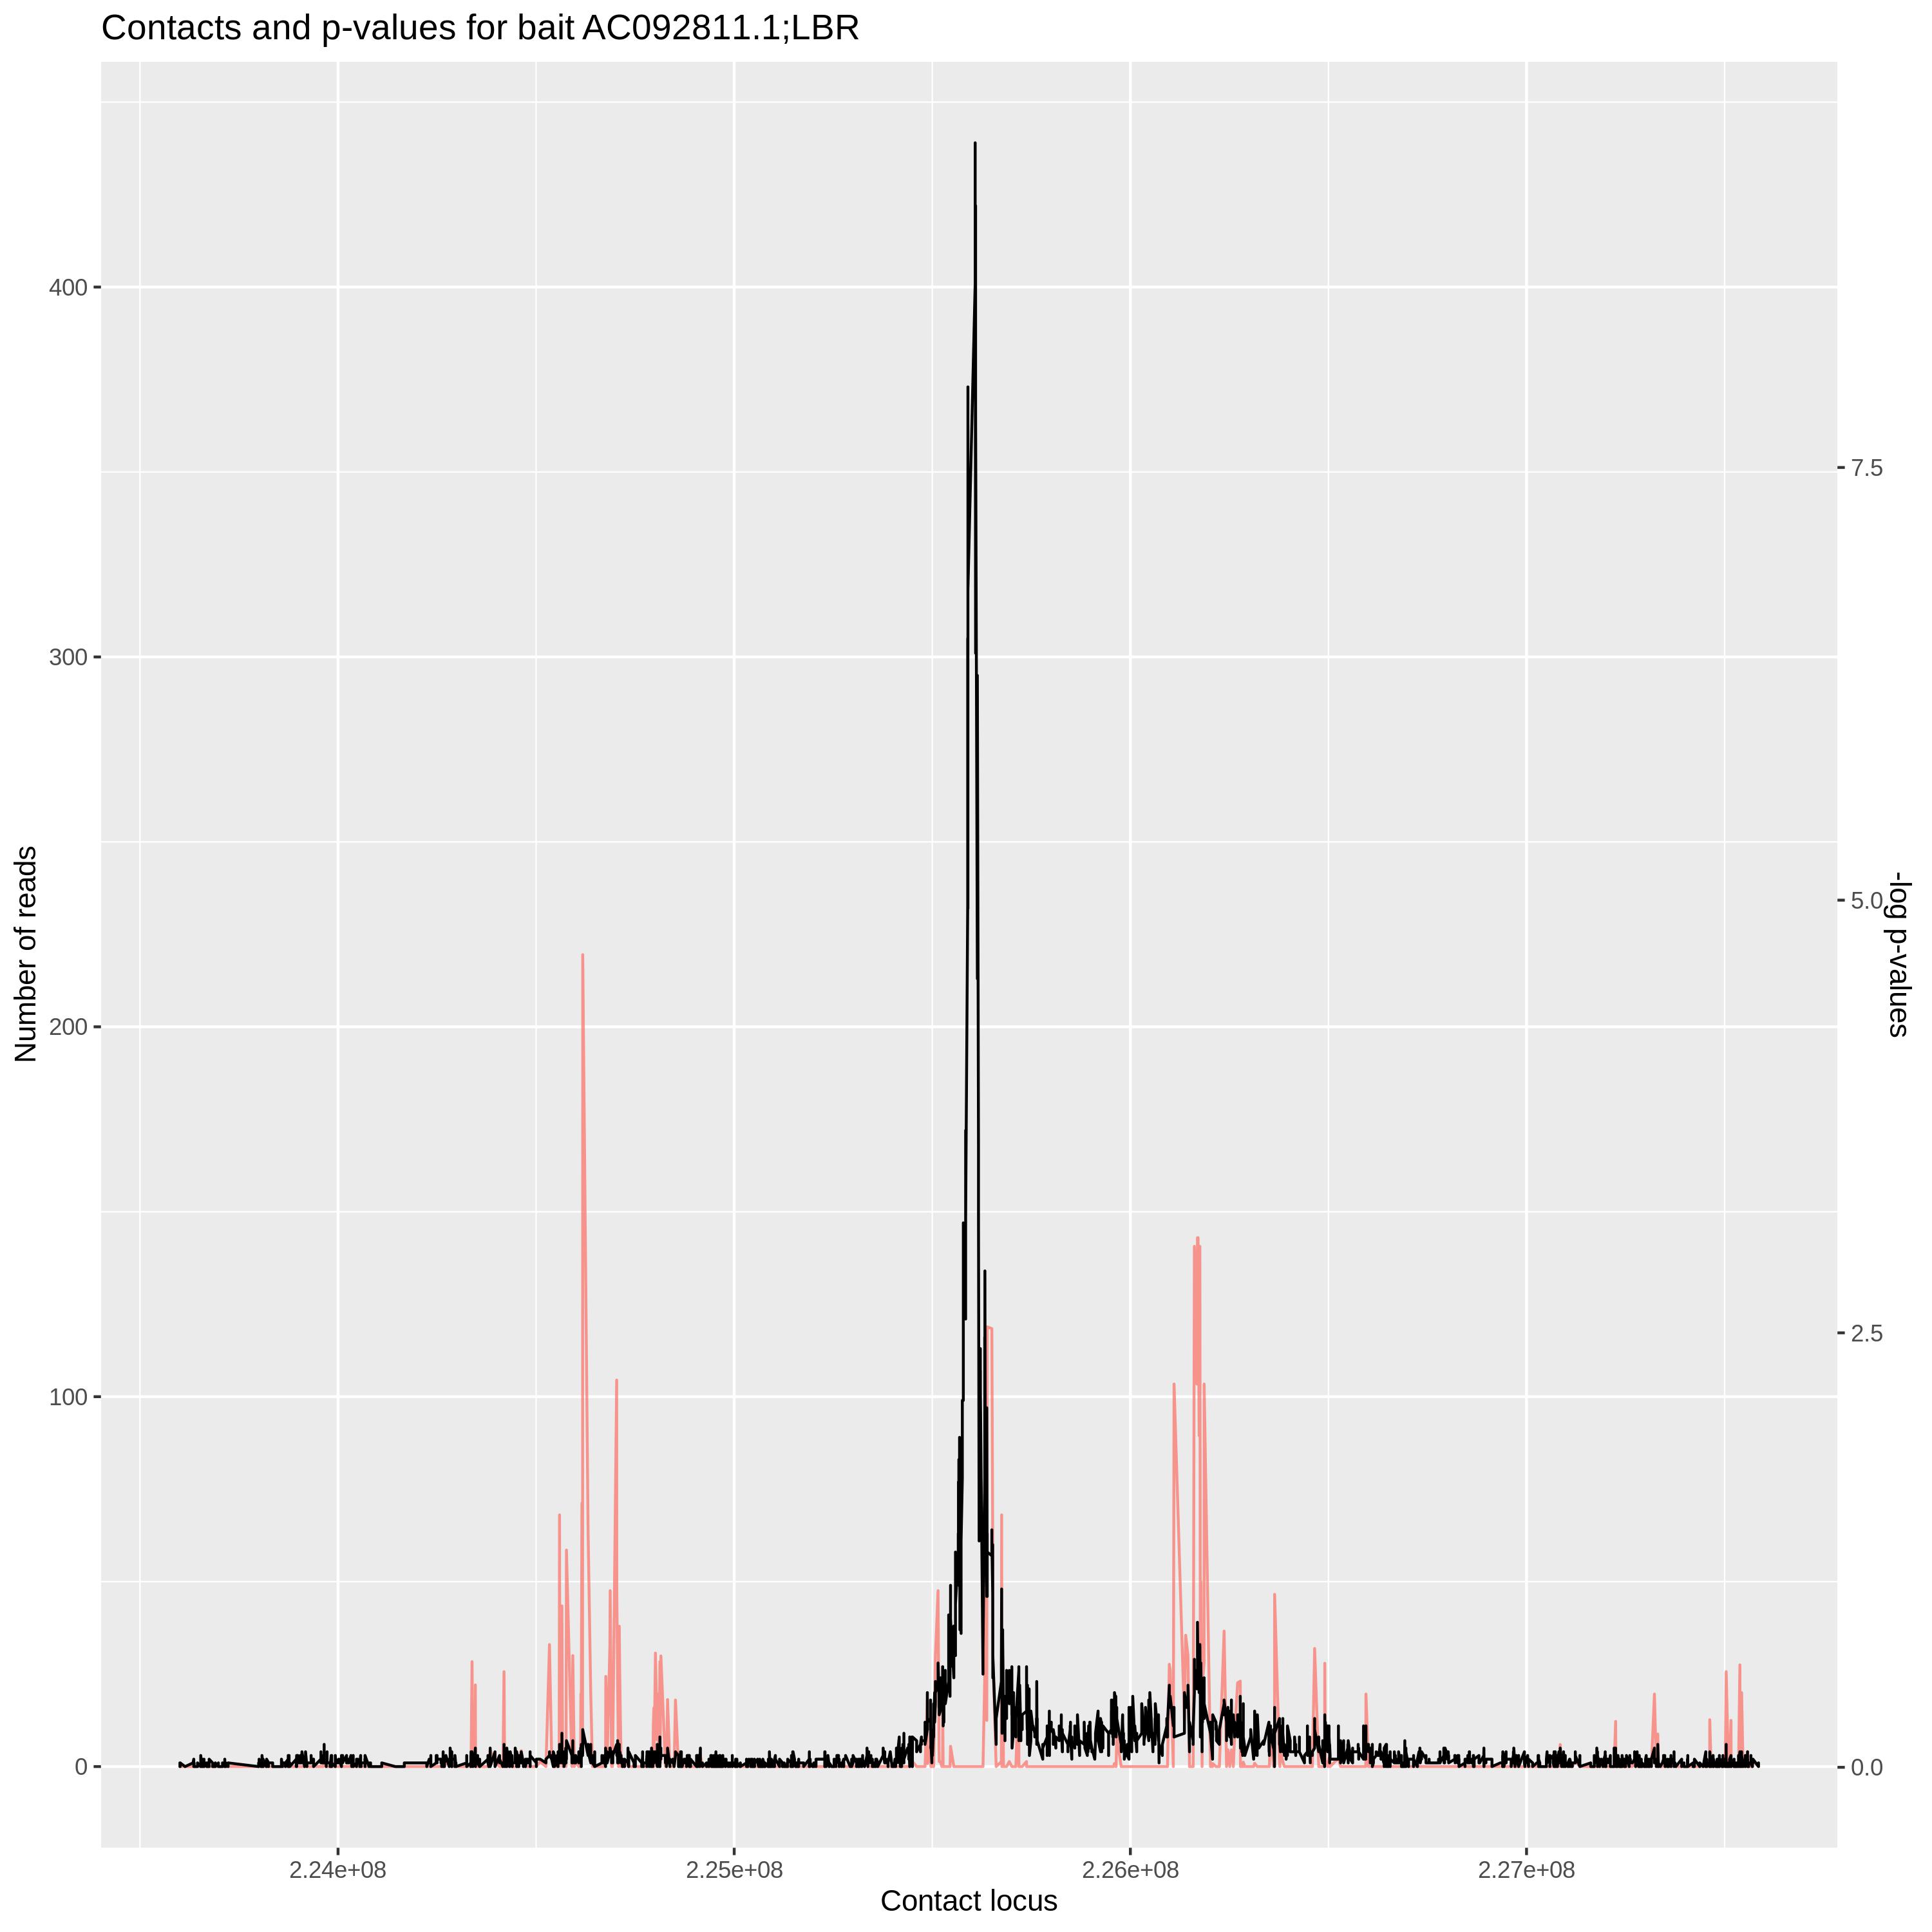 Contacts and p-values for bait AC092811.1;LBR
400
300
200
100
0
Number of reads
7.5
5.0
2.5
0.0
-log p-values
2.24e+08
2.25e+08
2.26e+08
2.27e+08
Contact locus